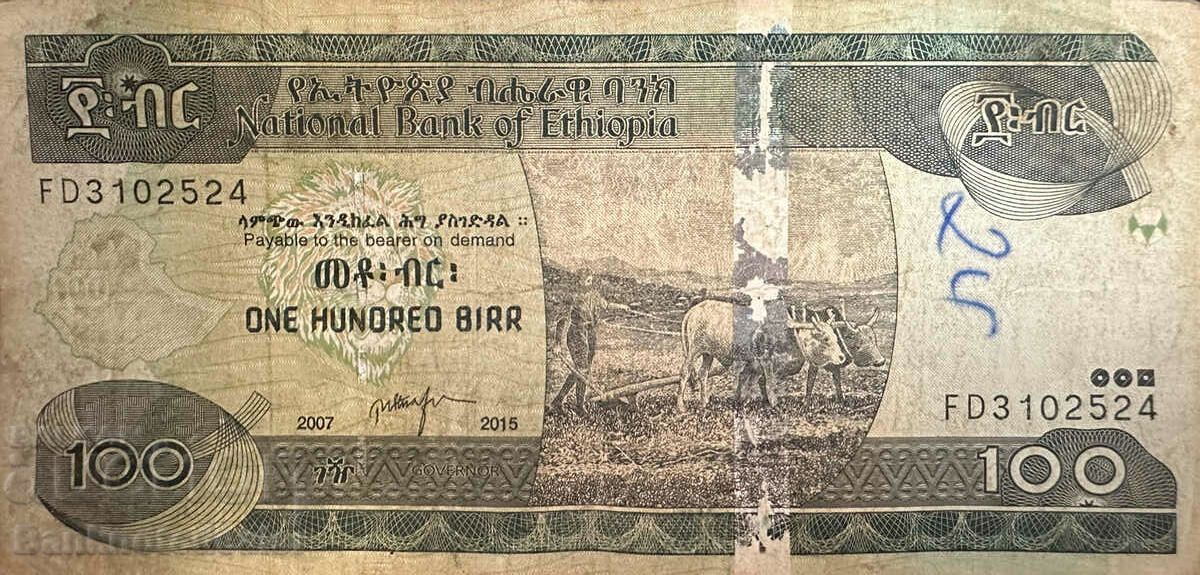 የኢትዮጵያ ብሔራዊ ባንክ
National Bank of Ethiopia
፻፡ብር
፻፡ብር
FD3102524
ላምጭው እንዲከፈል ሕግ ያስገድዳል ።
Payable to the bearer on demand
መቶ፡ ብር፡
ONE HUNDRED BIRR
24
2007
2015
FD3102524
100
ገዥ
GOVERNOR
100